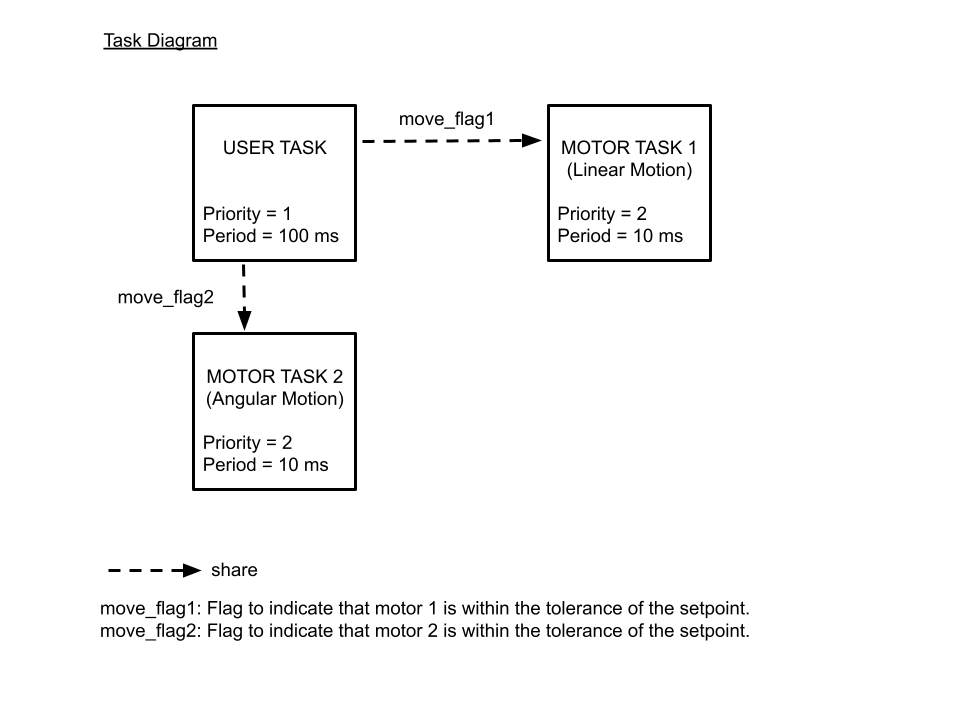 Task Diagram
USER TASK
Priority = 1
Period = 100 ms
move_flag1
MOTOR TASK 1
(Linear Motion)
Priority = 2
Period = 10 ms
move_flag2
MOTOR TASK 2
(Angular Motion)
Priority = 2
Period = 10 ms
share
move_flag1: Flag to indicate that motor 1 is within the tolerance of the setpoint.
move_flag2: Flag to indicate that motor 2 is within the tolerance of the setpoint.